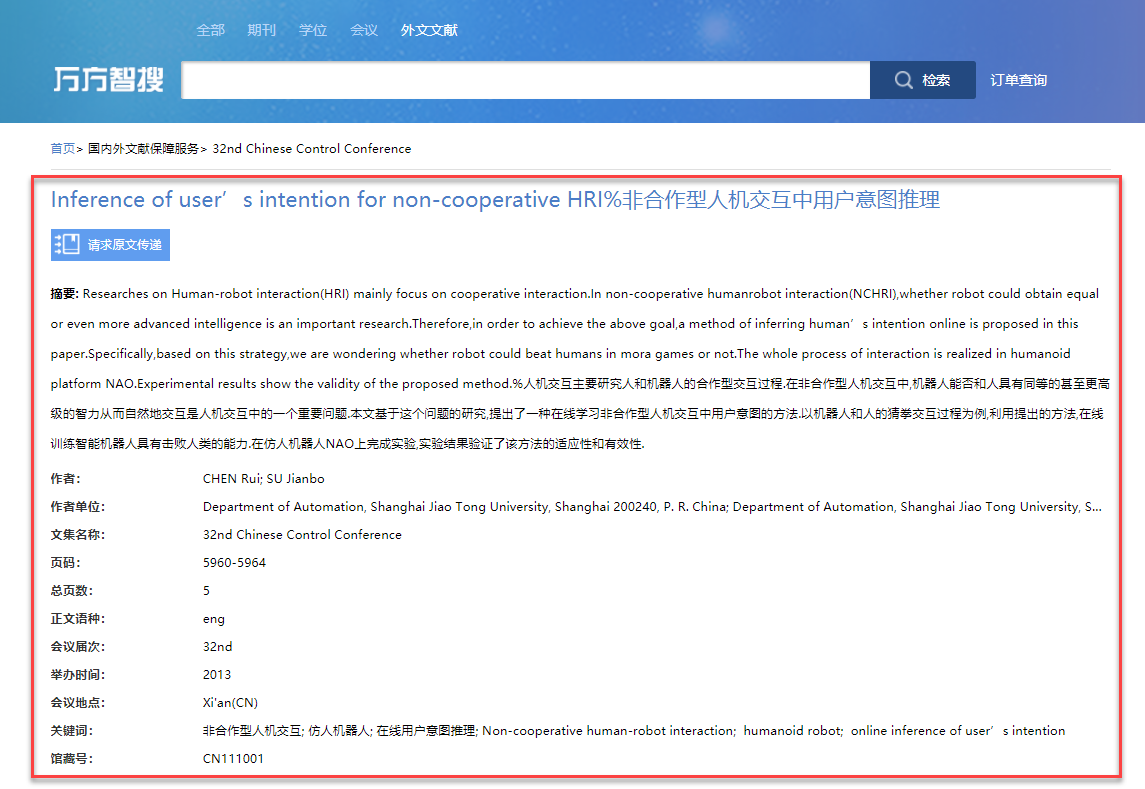 全部 期刊 学位 会议 外文文献
万方智搜 检索 订单查询
首页> 国内外文献保障服务> 32nd Chinese Control Conference
Inference of user’s intention for non-cooperative HRI%非合作型人机交互中用户意图推理
请求原文传递
摘要: Researches on Human-robot interaction(HRI) mainly focus on cooperative interaction.In non-cooperative humanrobot interaction(NCHRI),whether robot could obtain equal
or even more advanced intelligence is an important research.Therefore,in order to achieve the above goal,a method of inferring human’s intention online is proposed in this
paper.Specifically,based on this strategy,we are wondering whether robot could beat humans in mora games or not.The whole process of interaction is realized in humanoid
platform NAO.Experimental results show the validity of the proposed method.%人机交互主要研究人和机器人的合作型交互过程.在非合作型人机交互中,机器人能否和人具有同等的甚至更高
级的智力从而自然地交互是人机交互中的一个重要问题.本文基于这个问题的研究,提出了一种在线学习非合作型人机交互中用户意图的方法.以机器人和人的猜拳交互过程为例,利用提出的方法,在线
训练智能机器人具有击败人类的能力.在仿人机器人NAO上完成实验,实验结果验证了该方法的适应性和有效性.
作者: CHEN Rui; SU Jianbo
作者单位: Department of Automation, Shanghai Jiao Tong University, Shanghai 200240, P. R. China; Department of Automation, Shanghai Jiao Tong University, S...
文集名称: 32nd Chinese Control Conference
页码: 5960-5964
总页数: 5
正文语种: eng
会议届次: 32nd
举办时间: 2013
会议地点: Xi'an(CN)
关键词: 非合作型人机交互; 仿人机器人; 在线用户意图推理; Non-cooperative human-robot interaction; humanoid robot; online inference of user’s intention
馆藏号: CN111001